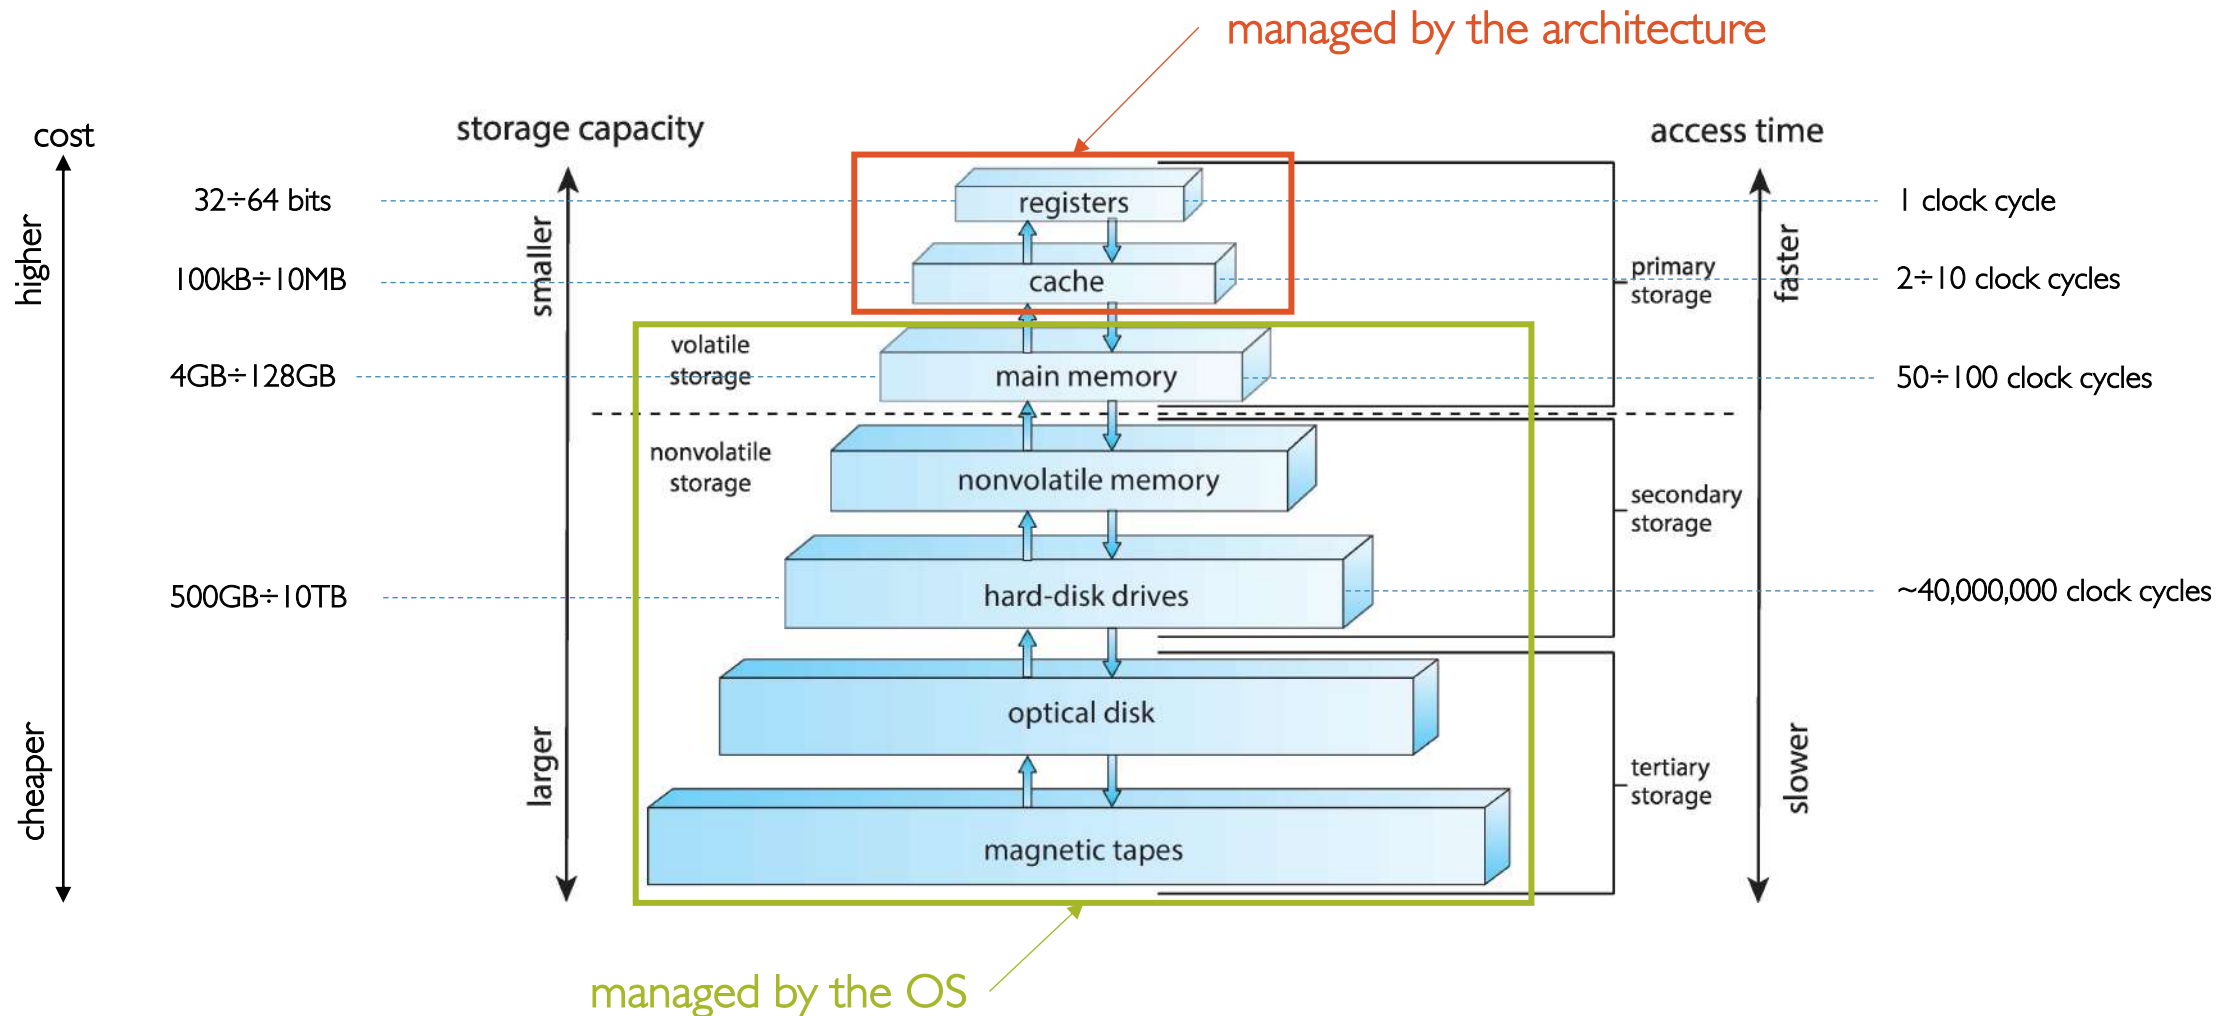 managed by the architecture
cost
storage capacity
access time
32÷64 bits
registers
1 clock cycle
higher
smaller
faster
100kB÷10MB
cache
primary
storage
2÷10 clock cycles
volatile
storage
4GB÷128GB
main memory
50÷100 clock cycles
nonvolatile
storage
nonvolatile memory
secondary
storage
500GB÷10TB
hard-disk drives
~40,000,000 clock cycles
optical disk
cheaper
larger
slower
tertiary
storage
magnetic tapes
managed by the OS